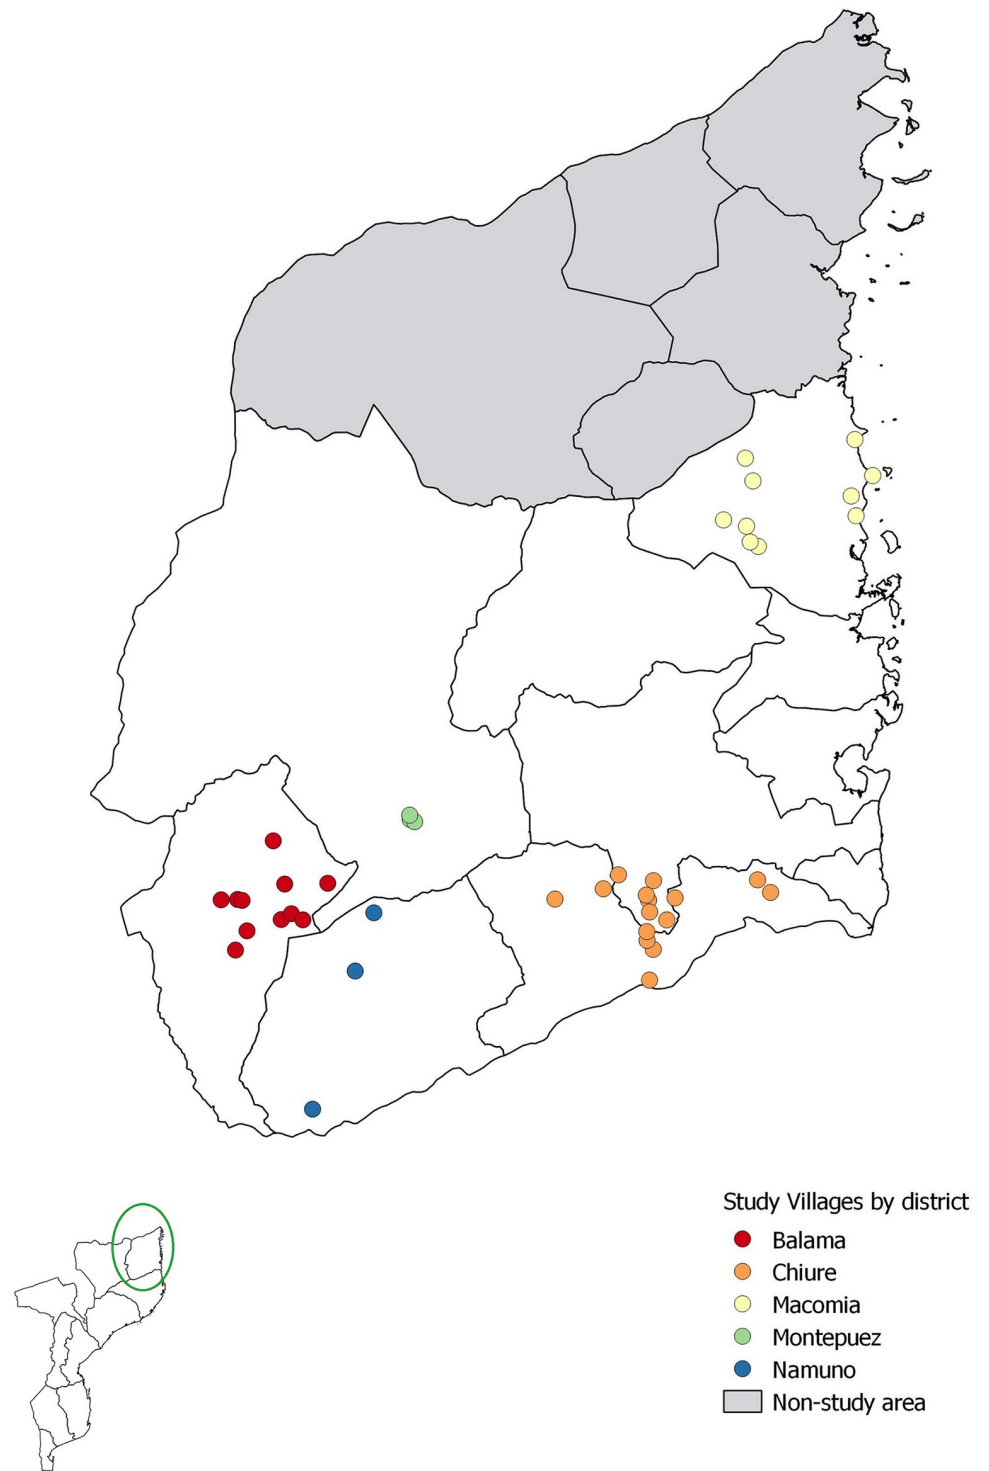 Study Villages by district
Balama
Chiure
Macomia
Montepuez
Namuno
Non-study area